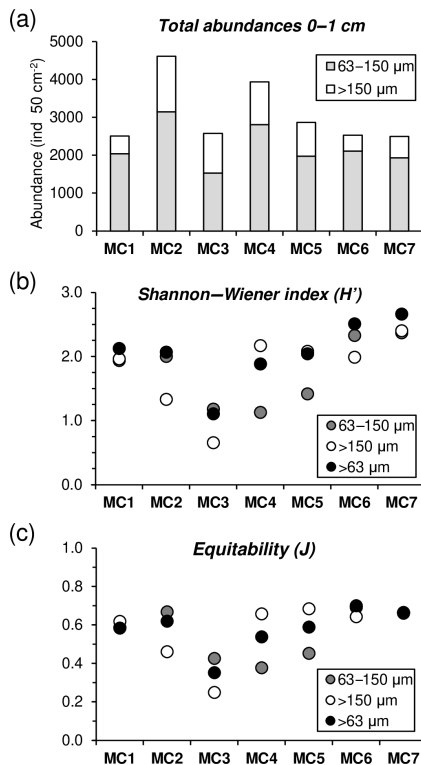 (a)
Total abundances 0–1 cm
Abundance (ind 50 cm-2)
5000
4000
3000
2000
1000
0
63–150 µm
>150 µm
MC1 MC2 MC3 MC4 MC5 MC6 MC7
(b)
Shannon–Wiener index (H')
3.0
2.0
1.0
0.0
63–150 µm
>150 µm
>63 µm
MC1 MC2 MC3 MC4 MC5 MC6 MC7
(c)
Equitability (J)
1.0
0.8
0.6
0.4
0.2
0.0
63–150 µm
>150 µm
>63 µm
MC1 MC2 MC3 MC4 MC5 MC6 MC7